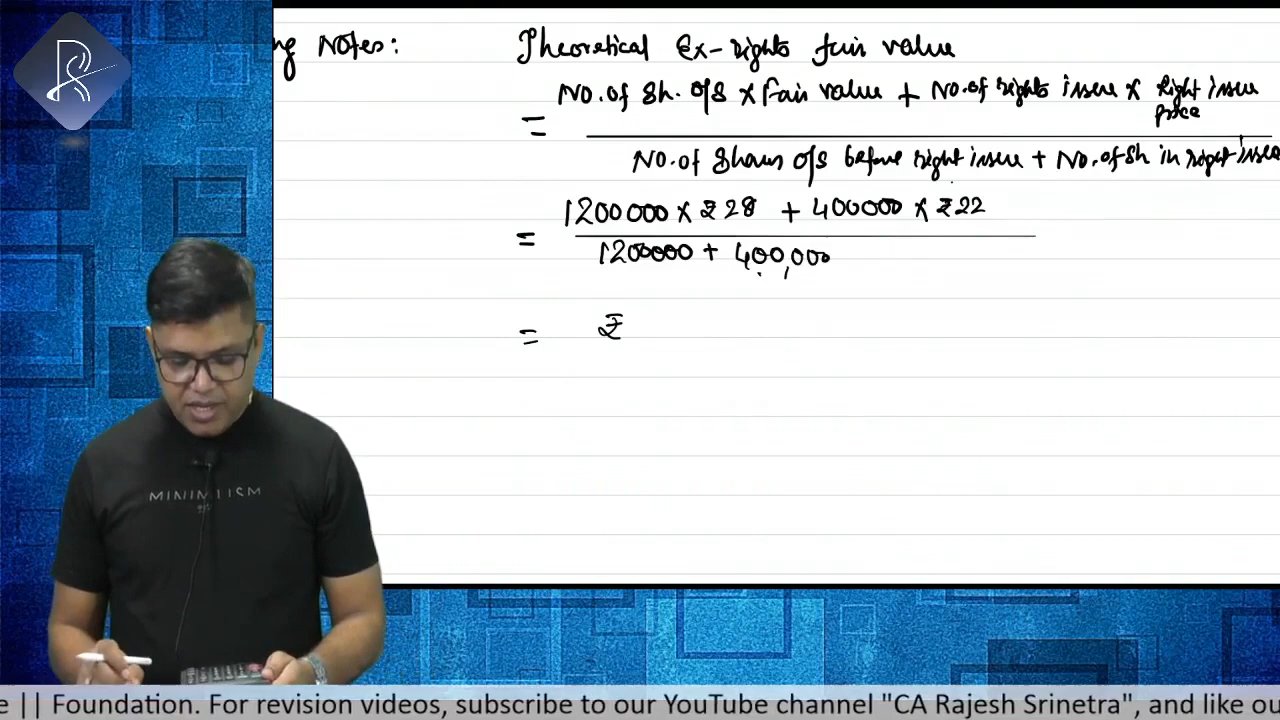 ng Notes:
Theoretical Ex-rights fair value
= No. of Sh. o/s x Fair value + No. of rights issue x Right issue price
No. of Shares o/s before right issue + No. of Sh in right issue
= 1200000 x ₹ 28 + 400000 x ₹ 22
1200000 + 400,000
= ₹
MINIMLISM
e || Foundation. For revision videos, subscribe to our YouTube channel "CA Rajesh Srinetra", and like ou